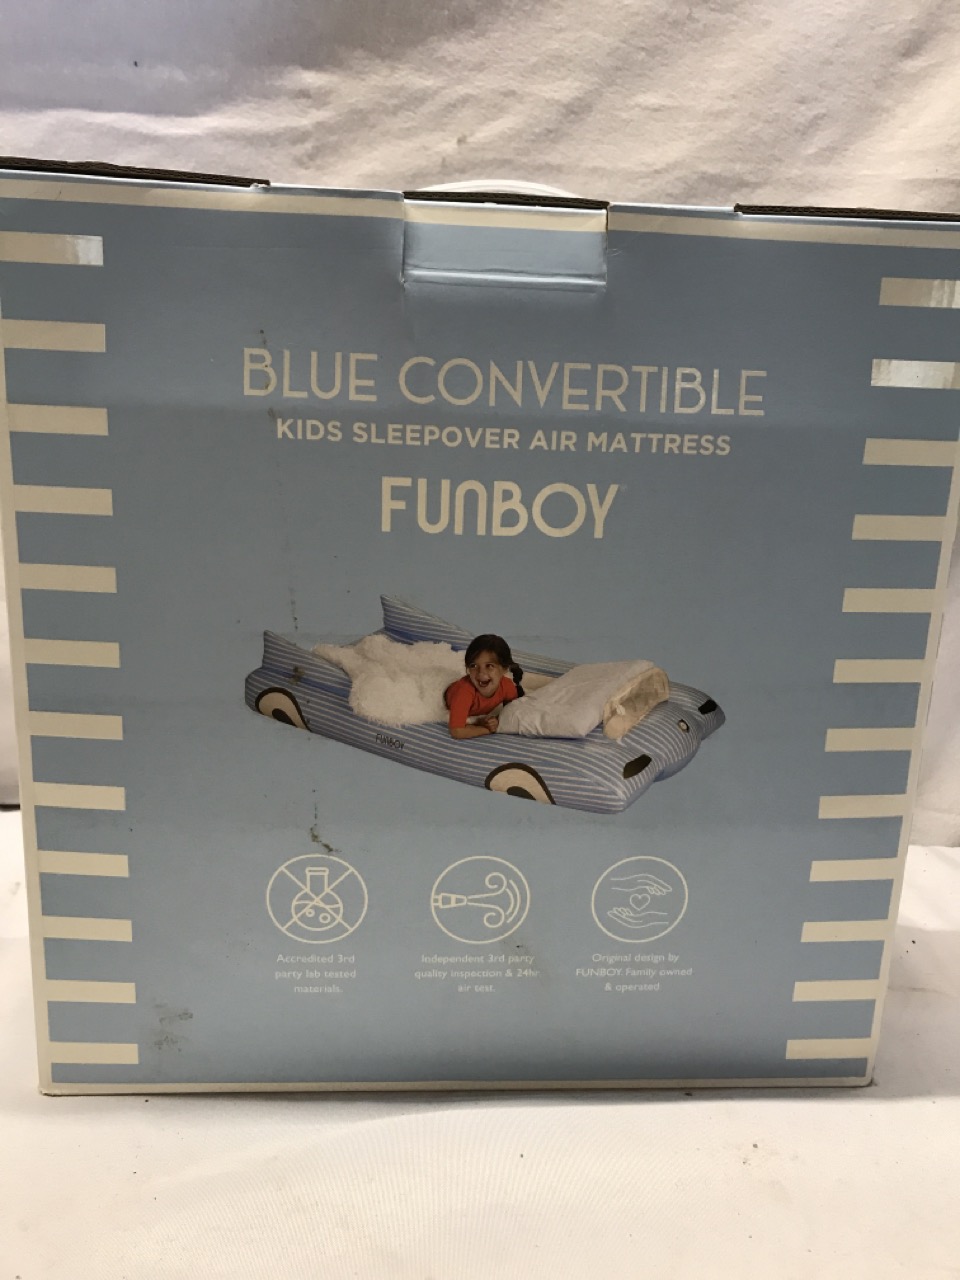 BLUE CONVERTIBLE
KIDS SLEEPOVER AIR MATTRESS
FUNBOY
FUNBOY
Accredited 3rd
party lab tested
materials.
Independent 3rd party
quality inspection & 24hr
air test.
Original design by
FUNBOY. Family owned
& operated